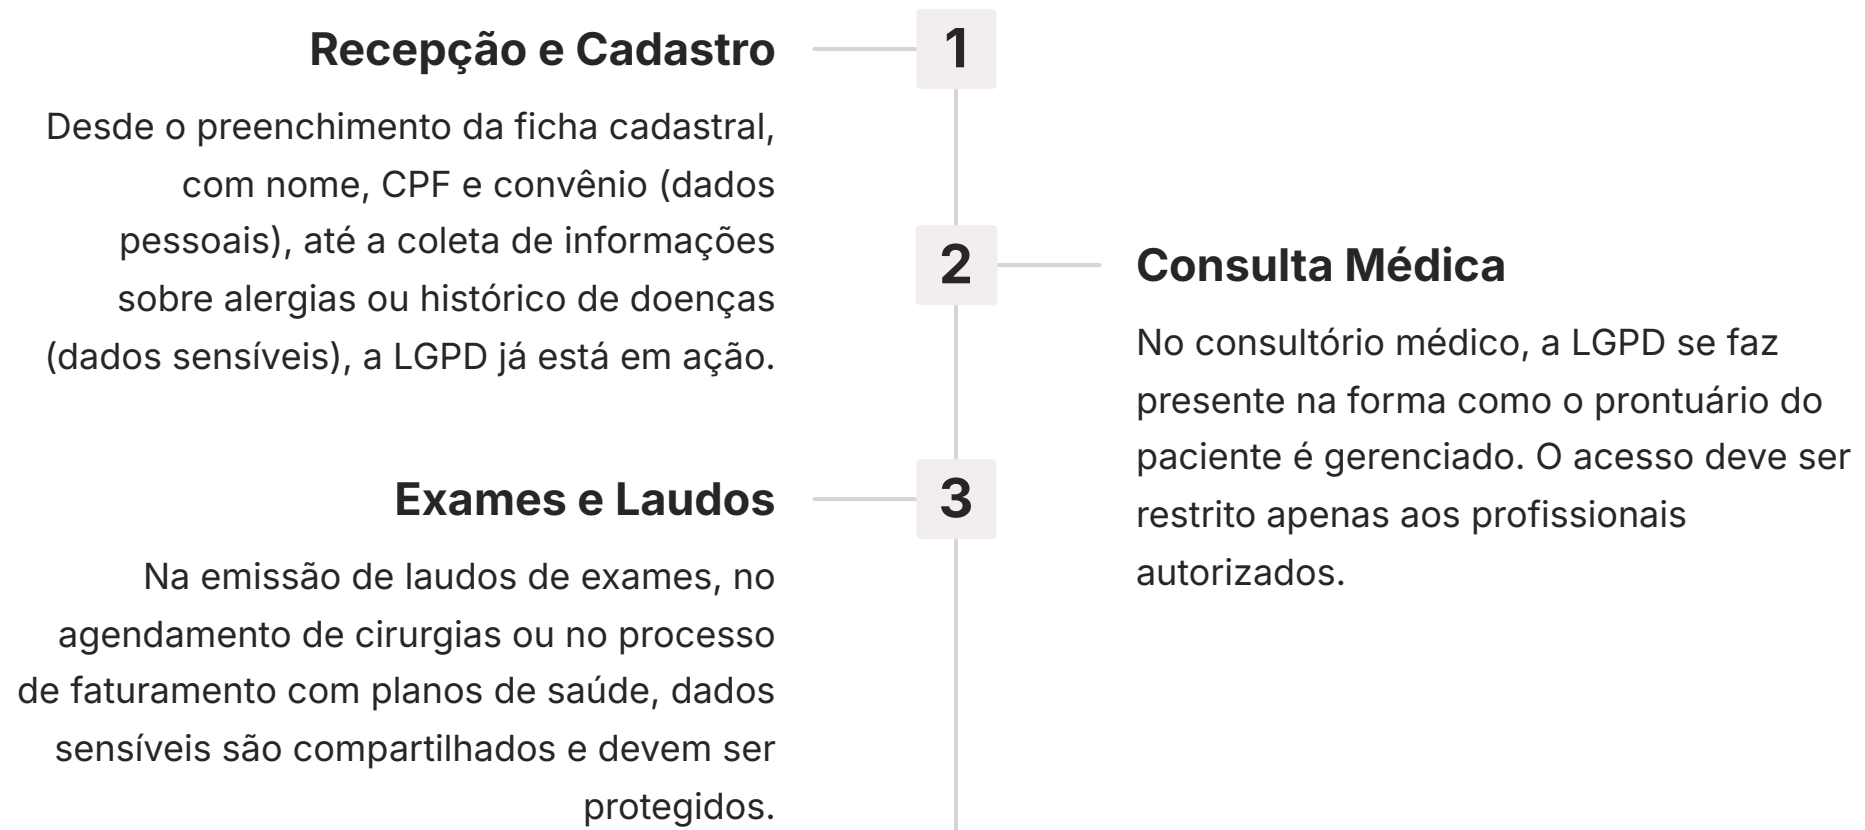 1
Recepção e Cadastro
Desde o preenchimento da ficha cadastral,
com nome, CPF e convênio (dados
pessoais), até a coleta de informações
sobre alergias ou histórico de doenças
(dados sensíveis), a LGPD já está em ação.
2
Consulta Médica
No consultório médico, a LGPD se faz
presente na forma como o prontuário do
paciente é gerenciado. O acesso deve ser
restrito apenas aos profissionais
autorizados.
3
Exames e Laudos
Na emissão de laudos de exames, no
agendamento de cirurgias ou no processo
de faturamento com planos de saúde, dados
sensíveis são compartilhados e devem ser
protegidos.